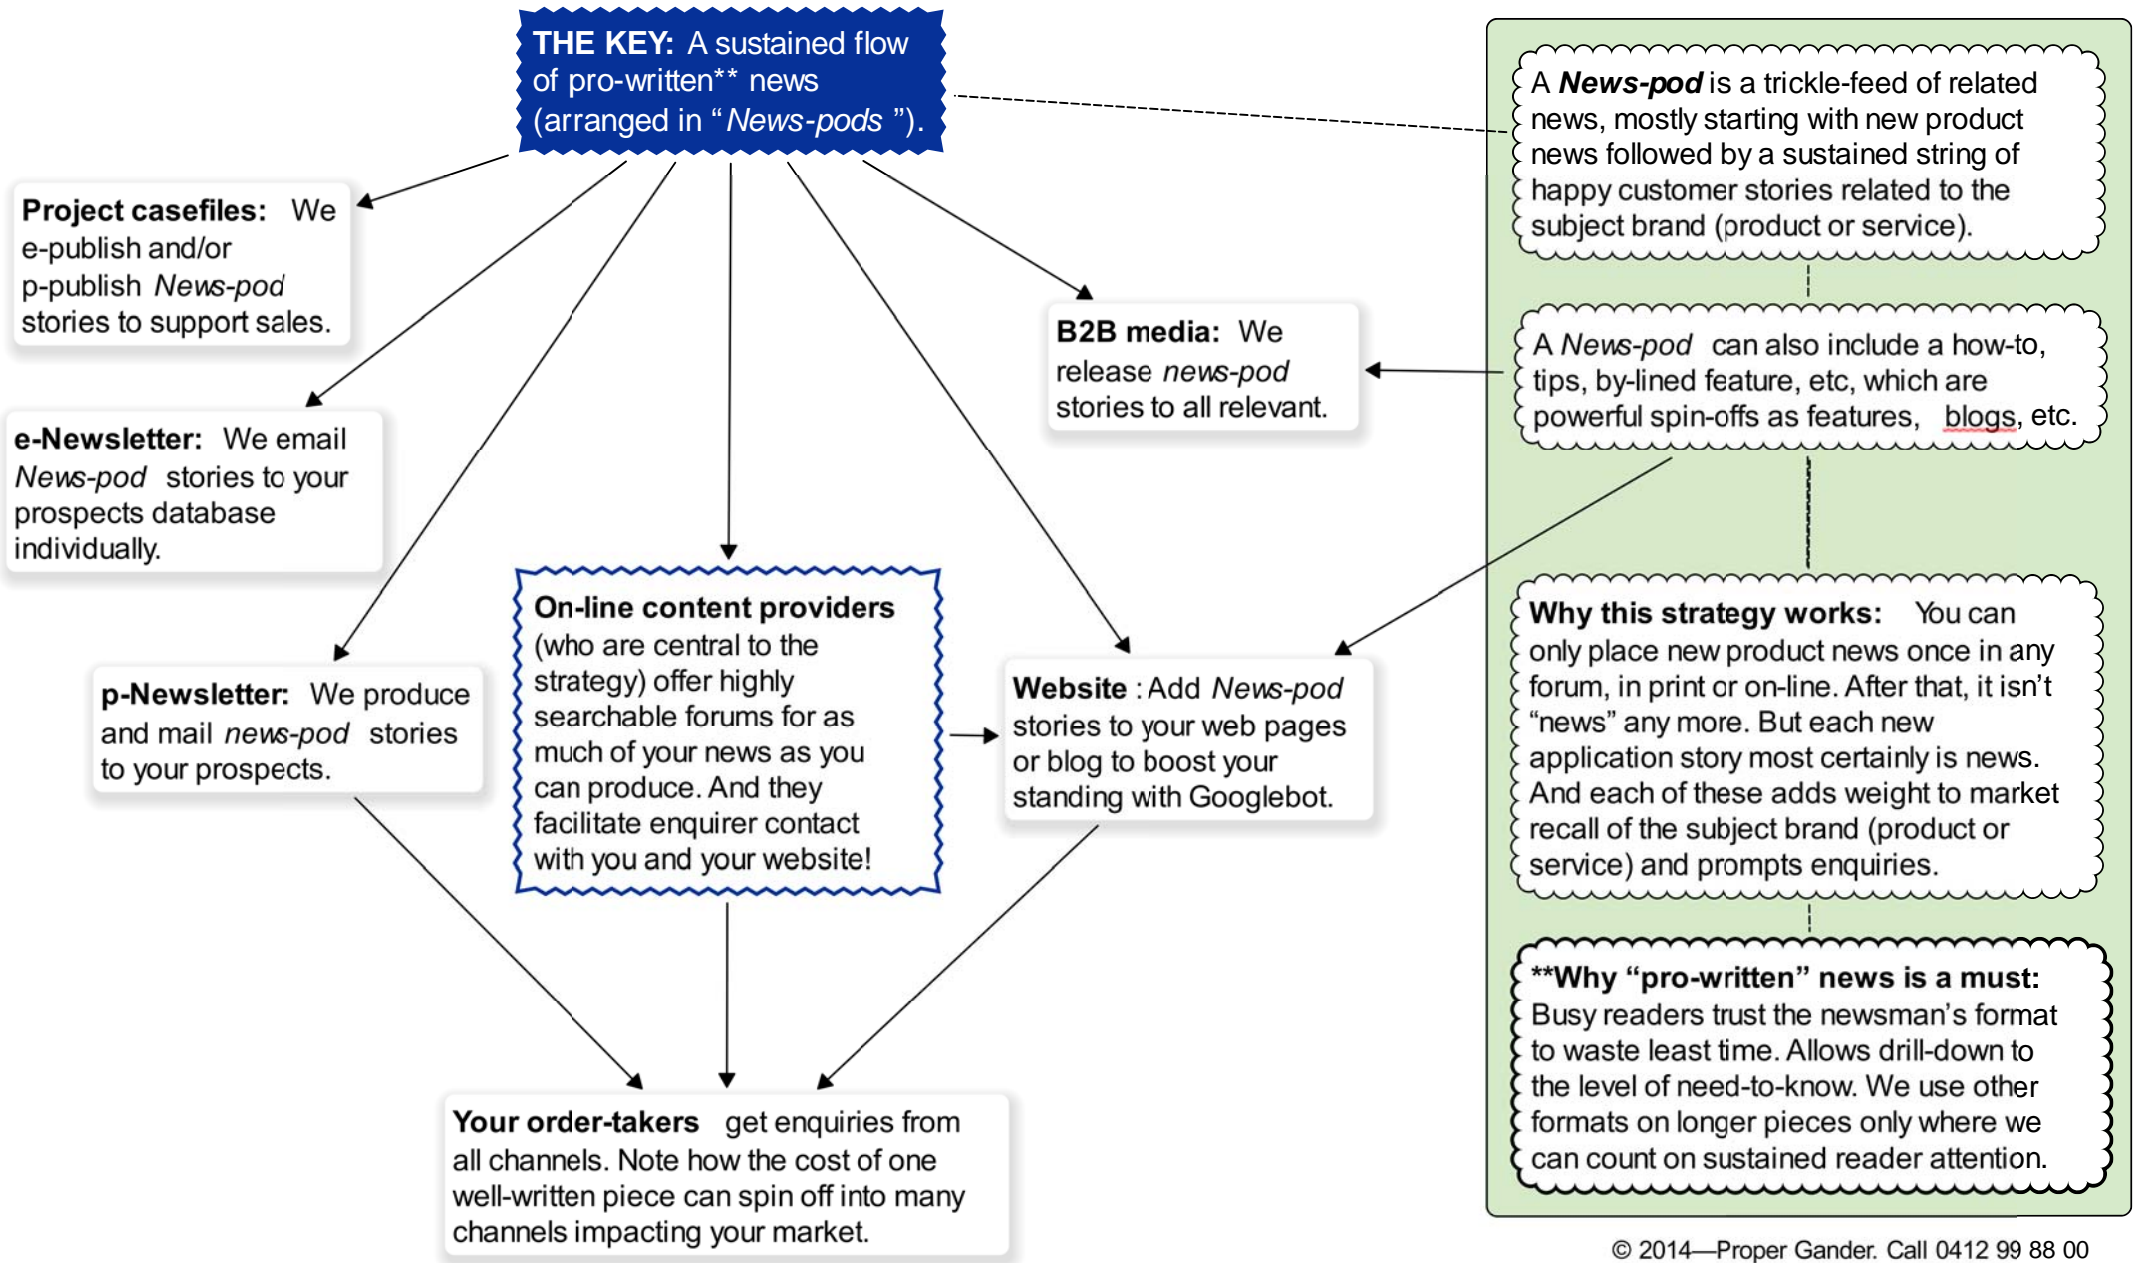 THE KEY: A sustained flow
of pro-written** news
(arranged in “News-pods ”).
Project casefiles: We
e-publish and/or
p-publish News-pod
stories to support sales.
e-Newsletter: We email
News-pod stories to your
prospects database
individually.
p-Newsletter: We produce
and mail news-pod stories
to your prospects.
On-line content providers
(who are central to the
strategy) offer highly
searchable forums for as
much of your news as you
can produce. And they
facilitate enquirer contact
with you and your website!
B2B media: We
release news-pod
stories to all relevant.
Website : Add News-pod
stories to your web pages
or blog to boost your
standing with Googlebot.
Your order-takers get enquiries from
all channels. Note how the cost of one
well-written piece can spin off into many
channels impacting your market.
A News-pod is a trickle-feed of related
news, mostly starting with new product
news followed by a sustained string of
happy customer stories related to the
subject brand (product or service).
A News-pod can also include a how-to,
tips, by-lined feature, etc, which are
powerful spin-offs as features, blogs, etc.
Why this strategy works: You can
only place new product news once in any
forum, in print or on-line. After that, it isn’t
“news” any more. But each new
application story most certainly is news.
And each of these adds weight to market
recall of the subject brand (product or
service) and prompts enquiries.
**Why “pro-written” news is a must:
Busy readers trust the newsman’s format
to waste least time. Allows drill-down to
the level of need-to-know. We use other
formats on longer pieces only where we
can count on sustained reader attention.
© 2014—Proper Gander. Call 0412 99 88 00